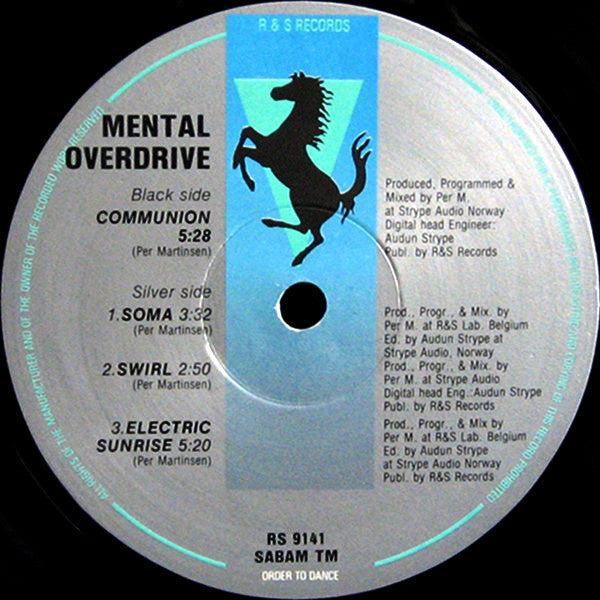 R & S RECORDS
MENTAL
OVERDRIVE
Black side
COMMUNION
5:28
(Per Martinsen)
Produced, Programmed &
Mixed by Per M.
at Strype Audio Norway
Digital head Engineer:
Audun Strype
Publ. by R&S Records
Silver side
1.SOMA 3:32
(Per Martinsen)
Prod., Progr., & Mix. by
Per M. at R&S Lab. Belgium
Ed. by Audun Strype at
Strype Audio, Norway
2.SWIRL 2:50
(Per Martinsen)
Prod., Progr., & Mix. by
Per M. at Strype Audio
Digital head Eng.:Audun Strype
Publ. by R&S Records
3.ELECTRIC
SUNRISE 5:20
(Per Martinsen)
Prod., Progr., & Mix by
Per M. at R&S Lab. Belgium
Ed. by Audun Strype
at Strype Audio Norway
Publ. by R&S Records
RS 9141
SABAM TM
ORDER TO DANCE
ALL RIGHTS OF THE MANUFACTURER AND OF THE OWNER OF THE RECORDED WORK RESERVED
OF THIS RECORD PROHIBITED